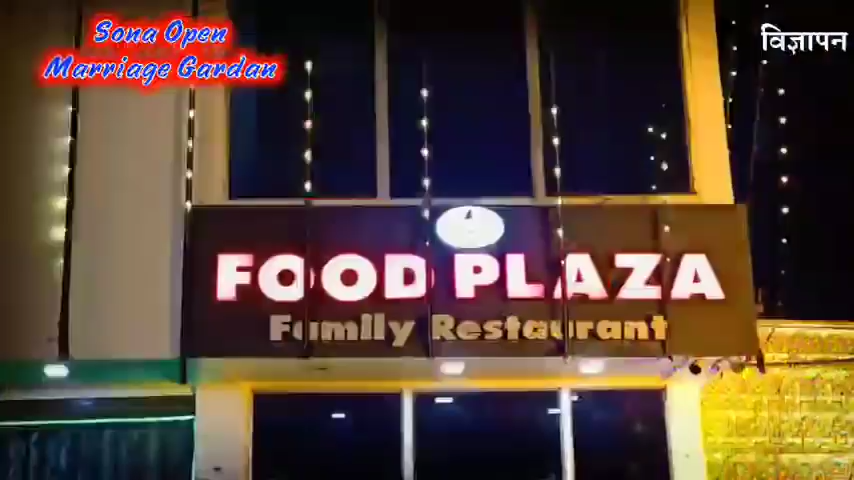 Sona Open
Marriage Gardan
विज्ञापन
FOOD PLAZA
Family Restaurant